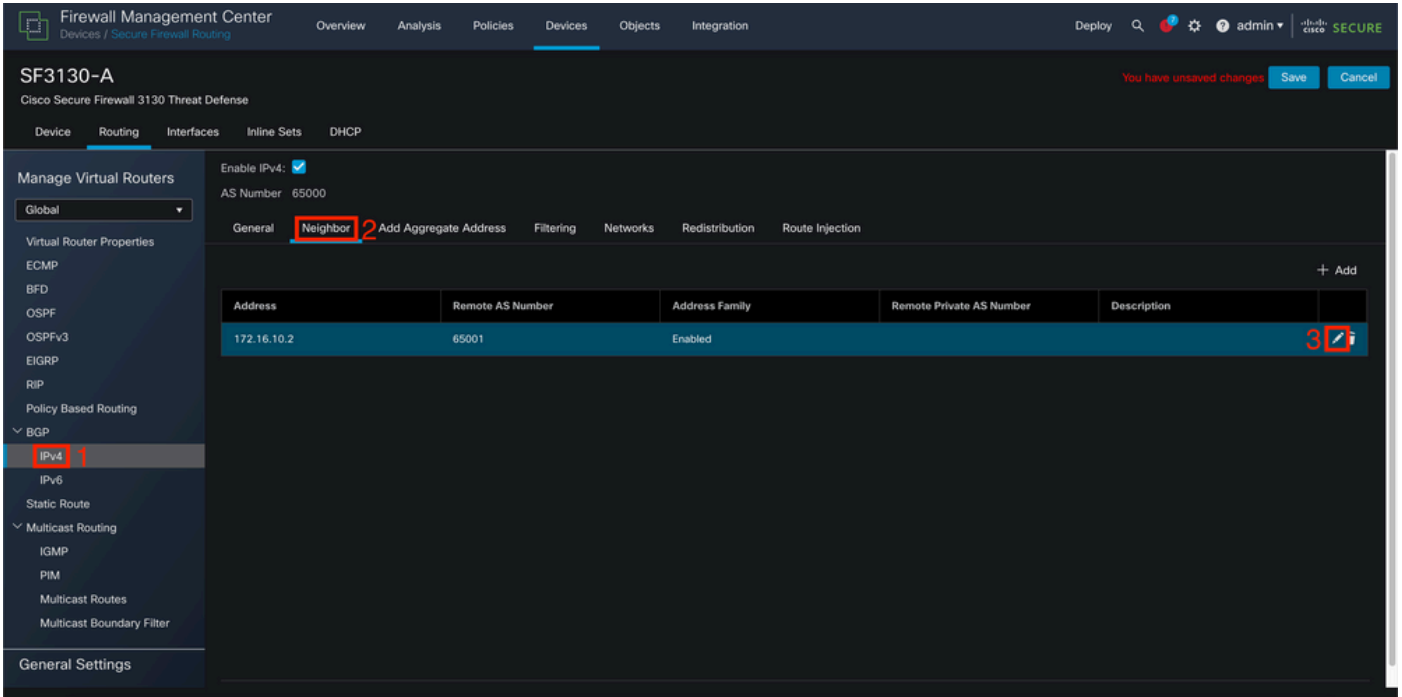 Firewall Management Center
Devices / Secure Firewall Routing
Overview Analysis Policies Devices Objects Integration
Deploy admin SECURE
SF3130-A
You have unsaved changes Save Cancel
Cisco Secure Firewall 3130 Threat Defense
Device Routing Interfaces Inline Sets DHCP
Manage Virtual Routers
Global
Virtual Router Properties
ECMP
BFD
OSPF
OSPFv3
EIGRP
RIP
Policy Based Routing
BGP
IPv4 1
IPv6
Static Route
Multicast Routing
IGMP
PIM
Multicast Routes
Multicast Boundary Filter
General Settings
Enable IPv4:
AS Number 65000
General Neighbor 2 Add Aggregate Address Filtering Networks Redistribution Route Injection
+ Add
Address Remote AS Number Address Family Remote Private AS Number Description
172.16.10.2 65001 Enabled 3